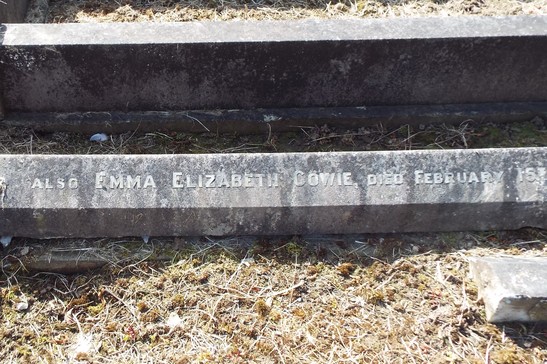 ALSO EMMA ELIZABETH COWIE, DIED FEBRUARY